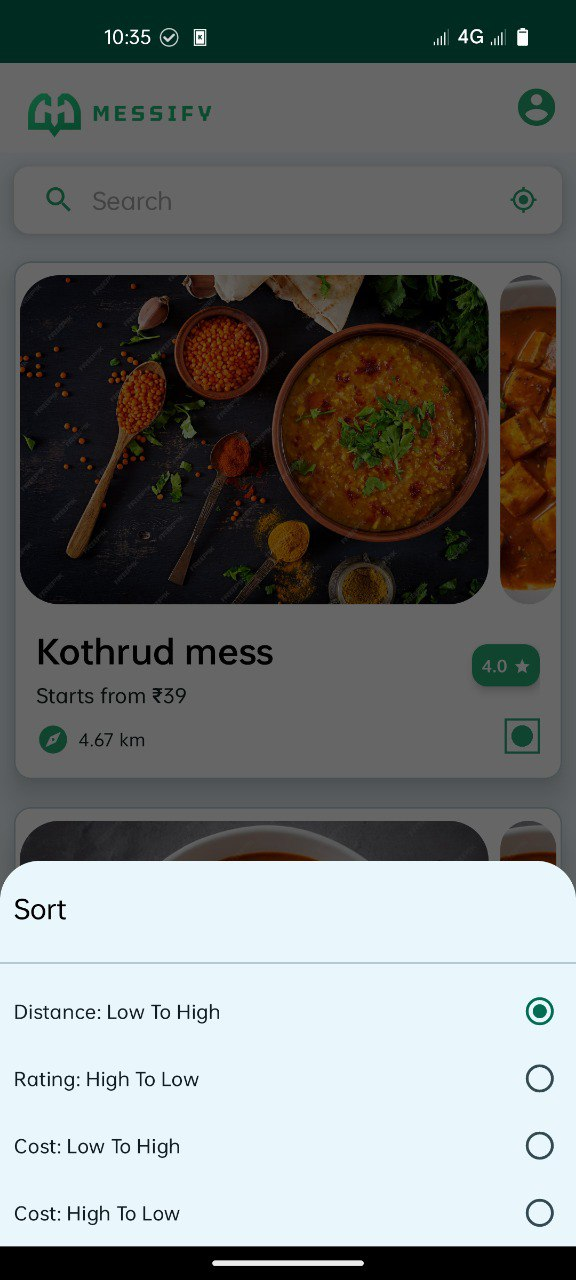 10:35
4G
MESSIFY
Search
Kothrud mess
4.0
Starts from ₹39
4.67 km
Sort
Distance: Low To High
Rating: High To Low
Cost: Low To High
Cost: High To Low